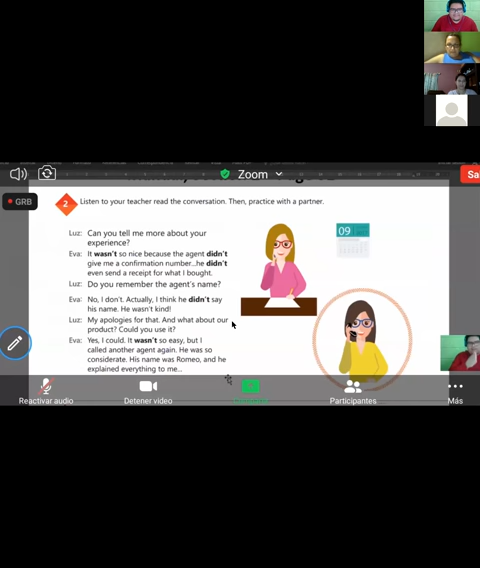 Zoom
Sa
GRB
2 Listen to your teacher read the conversation. Then, practice with a partner.
Luz: Can you tell me more about your
experience?
Eva: It wasn't so nice because the agent didn't
give me a confirmation number...he didn't
even send a receipt for what I bought.
Luz: Do you remember the agent's name?
Eva: No, I don't. Actually, I think he didn't say
his name. He wasn't kind!
Luz: My apologies for that. And what about our
product? Could you use it?
Eva: Yes, I could. It wasn't so easy, but I
called another agent again. He was so
considerate. His name was Romeo, and he
explained everything to me...
09
Reactivar audio
Detener video
Participantes
Más